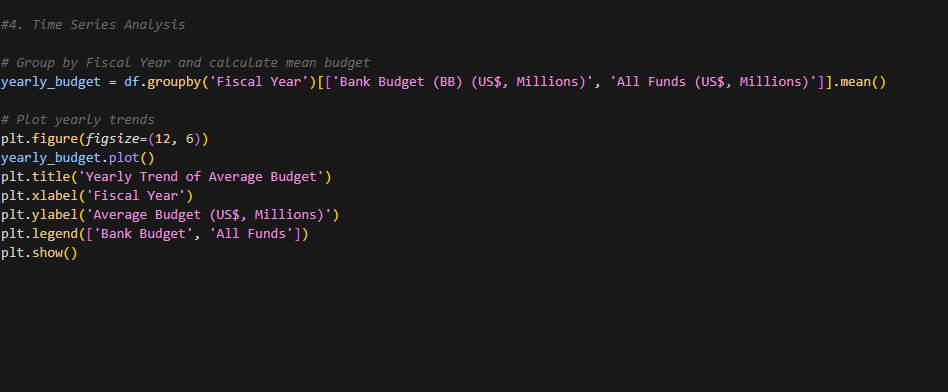 #4. Time Series Analysis
# Group by Fiscal Year and calculate mean budget
yearly_budget = df.groupby('Fiscal Year')[['Bank Budget (BB) (US$, Millions)', 'All Funds (US$, Millions)']].mean()
# Plot yearly trends
plt.figure(figsize=(12, 6))
yearly_budget.plot()
plt.title('Yearly Trend of Average Budget')
plt.xlabel('Fiscal Year')
plt.ylabel('Average Budget (US$, Millions)')
plt.legend(['Bank Budget', 'All Funds'])
plt.show()